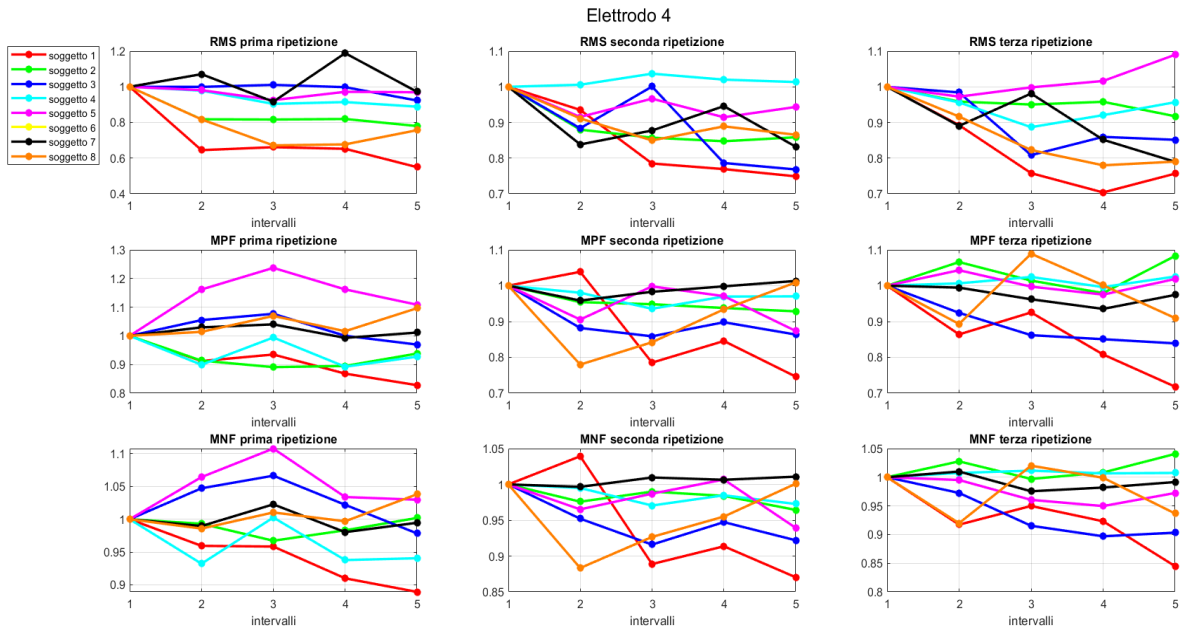 Elettrodo 4
soggetto 1
soggetto 2
soggetto 3
soggetto 4
soggetto 5
soggetto 6
soggetto 7
soggetto 8
RMS prima ripetizione
1.2
1
0.8
0.6
0.4
1 2 3 4 5
intervalli
RMS seconda ripetizione
1.1
1
0.9
0.8
0.7
1 2 3 4 5
intervalli
RMS terza ripetizione
1.1
1
0.9
0.8
0.7
1 2 3 4 5
intervalli
MPF prima ripetizione
1.3
1.2
1.1
1
0.9
0.8
1 2 3 4 5
intervalli
MPF seconda ripetizione
1.1
1
0.9
0.8
0.7
1 2 3 4 5
intervalli
MPF terza ripetizione
1.1
1
0.9
0.8
0.7
1 2 3 4 5
intervalli
MNF prima ripetizione
1.1
1.05
1
0.95
0.9
1 2 3 4 5
intervalli
MNF seconda ripetizione
1.05
1
0.95
0.9
0.85
1 2 3 4 5
intervalli
MNF terza ripetizione
1.05
1
0.95
0.9
0.85
0.8
1 2 3 4 5
intervalli